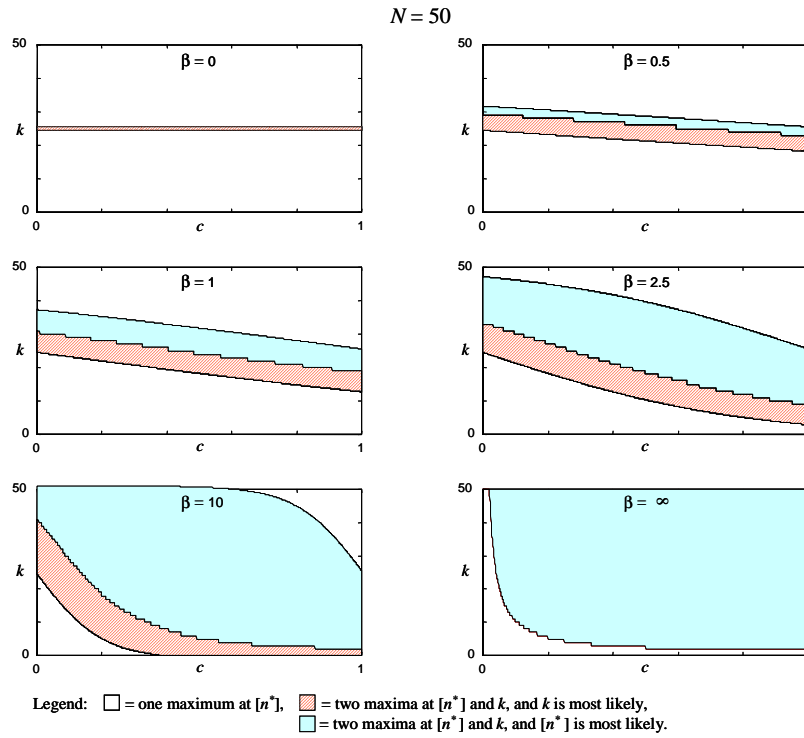 N = 50
50
β = 0
k
0
0
c
1
50
β = 0.5
k
0
0
c
50
β = 1
k
0
0
c
1
50
β = 2.5
k
0
0
c
50
β = 10
k
0
0
c
1
50
β = ∞
k
0
0
c
Legend: = one maximum at [n*], = two maxima at [n*] and k, and k is most likely,
= two maxima at [n*] and k, and [n*] is most likely.